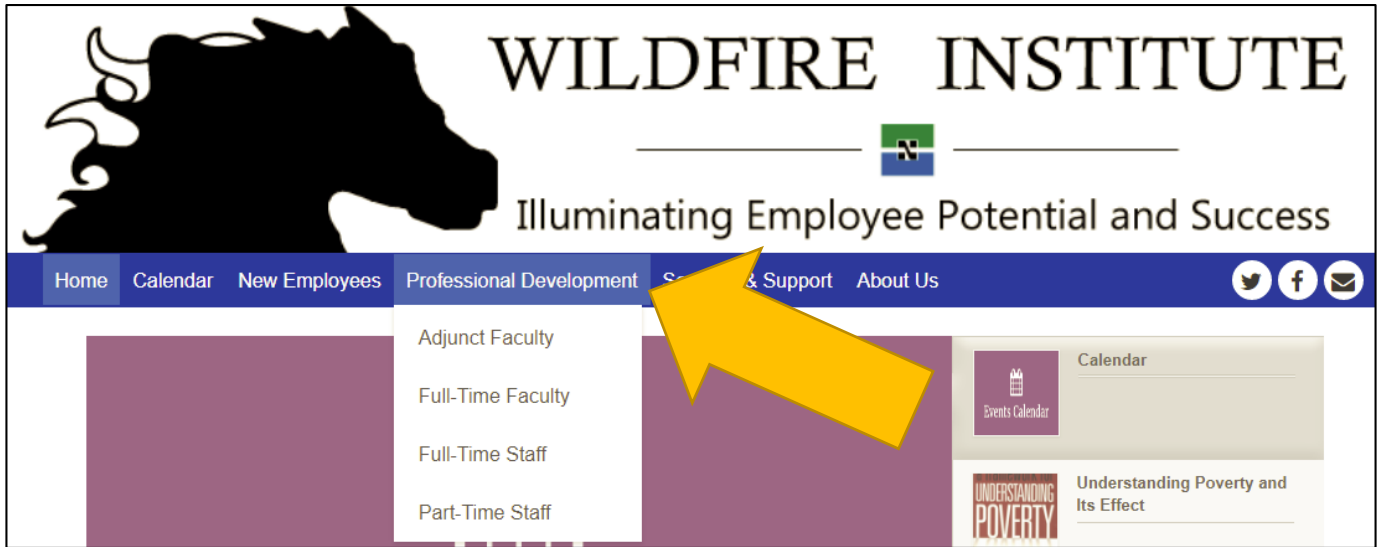 WILDFIRE INSTITUTE
N
Illuminating Employee Potential and Success
Home Calendar New Employees Professional Development & Support About Us
Adjunct Faculty
Full-Time Faculty
Full-Time Staff
Part-Time Staff
Calendar
Events Calendar
Understanding Poverty and
Its Effect
UNDERSTANDING
POVERTY